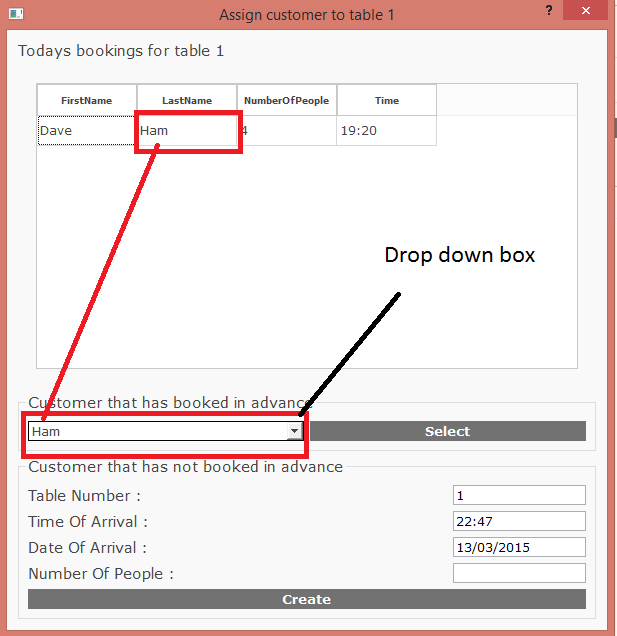 Assign customer to table 1
?
Todays bookings for table 1
FirstName LastName NumberOfPeople Time
Dave Ham 4 19:20
Drop down box
Customer that has booked in advance
Ham Select
Customer that has not booked in advance
Table Number : 1
Time Of Arrival : 22:47
Date Of Arrival : 13/03/2015
Number Of People :
Create